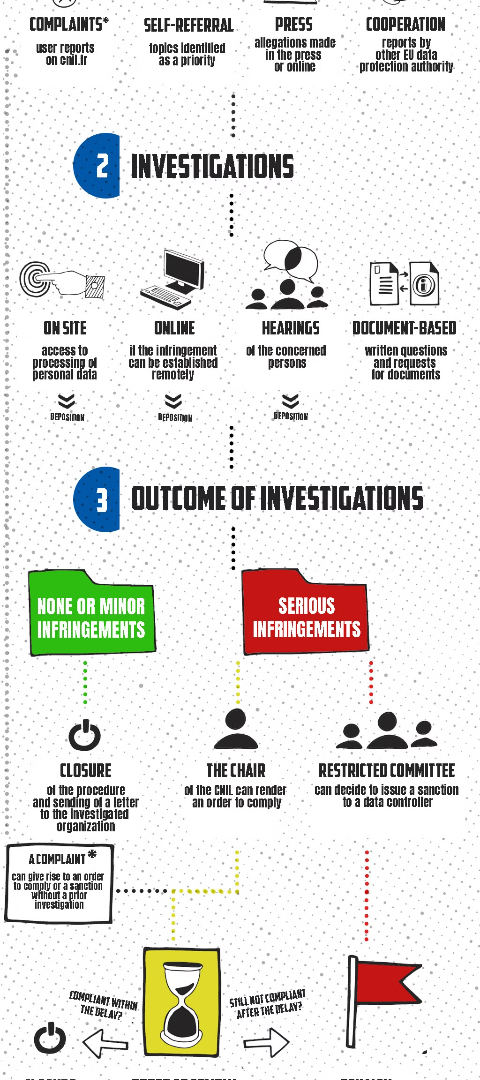 COMPLAINTS*
user reports
on cnil.fr
SELF-REFERRAL
topics identified
as a priority
PRESS
allegations made
in the press
or online
COOPERATION
reports by
other EU data
protection authority
2 INVESTIGATIONS
ON SITE
access to
processing of
personal data
DEPOSITION
ONLINE
if the infringement
can be established
remotely
DEPOSITION
HEARINGS
of the concerned
persons
DEPOSITION
DOCUMENT-BASED
written questions
and requests
for documents
3 OUTCOME OF INVESTIGATIONS
NONE OR MINOR
INFRINGEMENTS
SERIOUS
INFRINGEMENTS
CLOSURE
of the procedure
and sending of a letter
to the investigated
organization
THE CHAIR
of the CNIL can render
an order to comply
RESTRICTED COMMITTEE
can decide to issue a sanction
to a data controller
A COMPLAINT*
can give rise to an order
to comply or a sanction
without a prior
investigation
COMPLIANT WITHIN
THE DELAY?
STILL NOT COMPLIANT
AFTER THE DELAY?